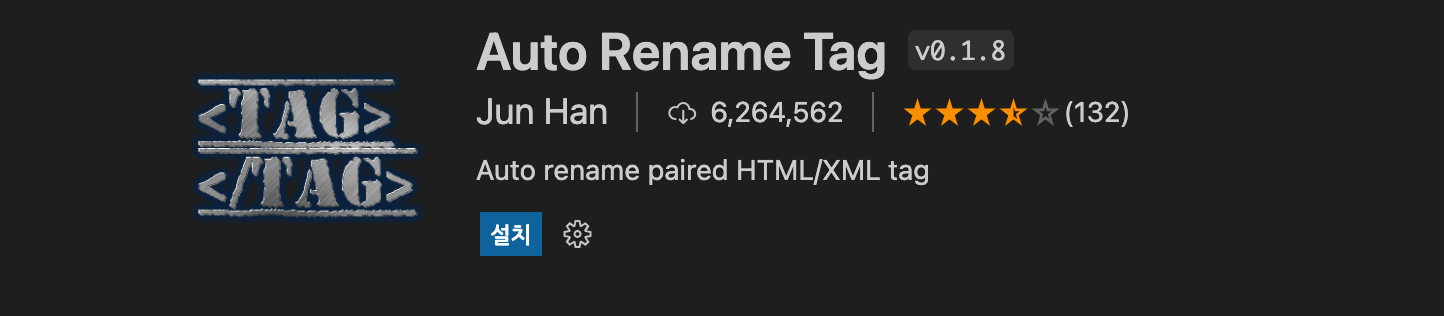 Auto Rename Tag v0.1.8
<TAG>
</TAG>
Jun Han 6,264,562 (132)
Auto rename paired HTML/XML tag
설치